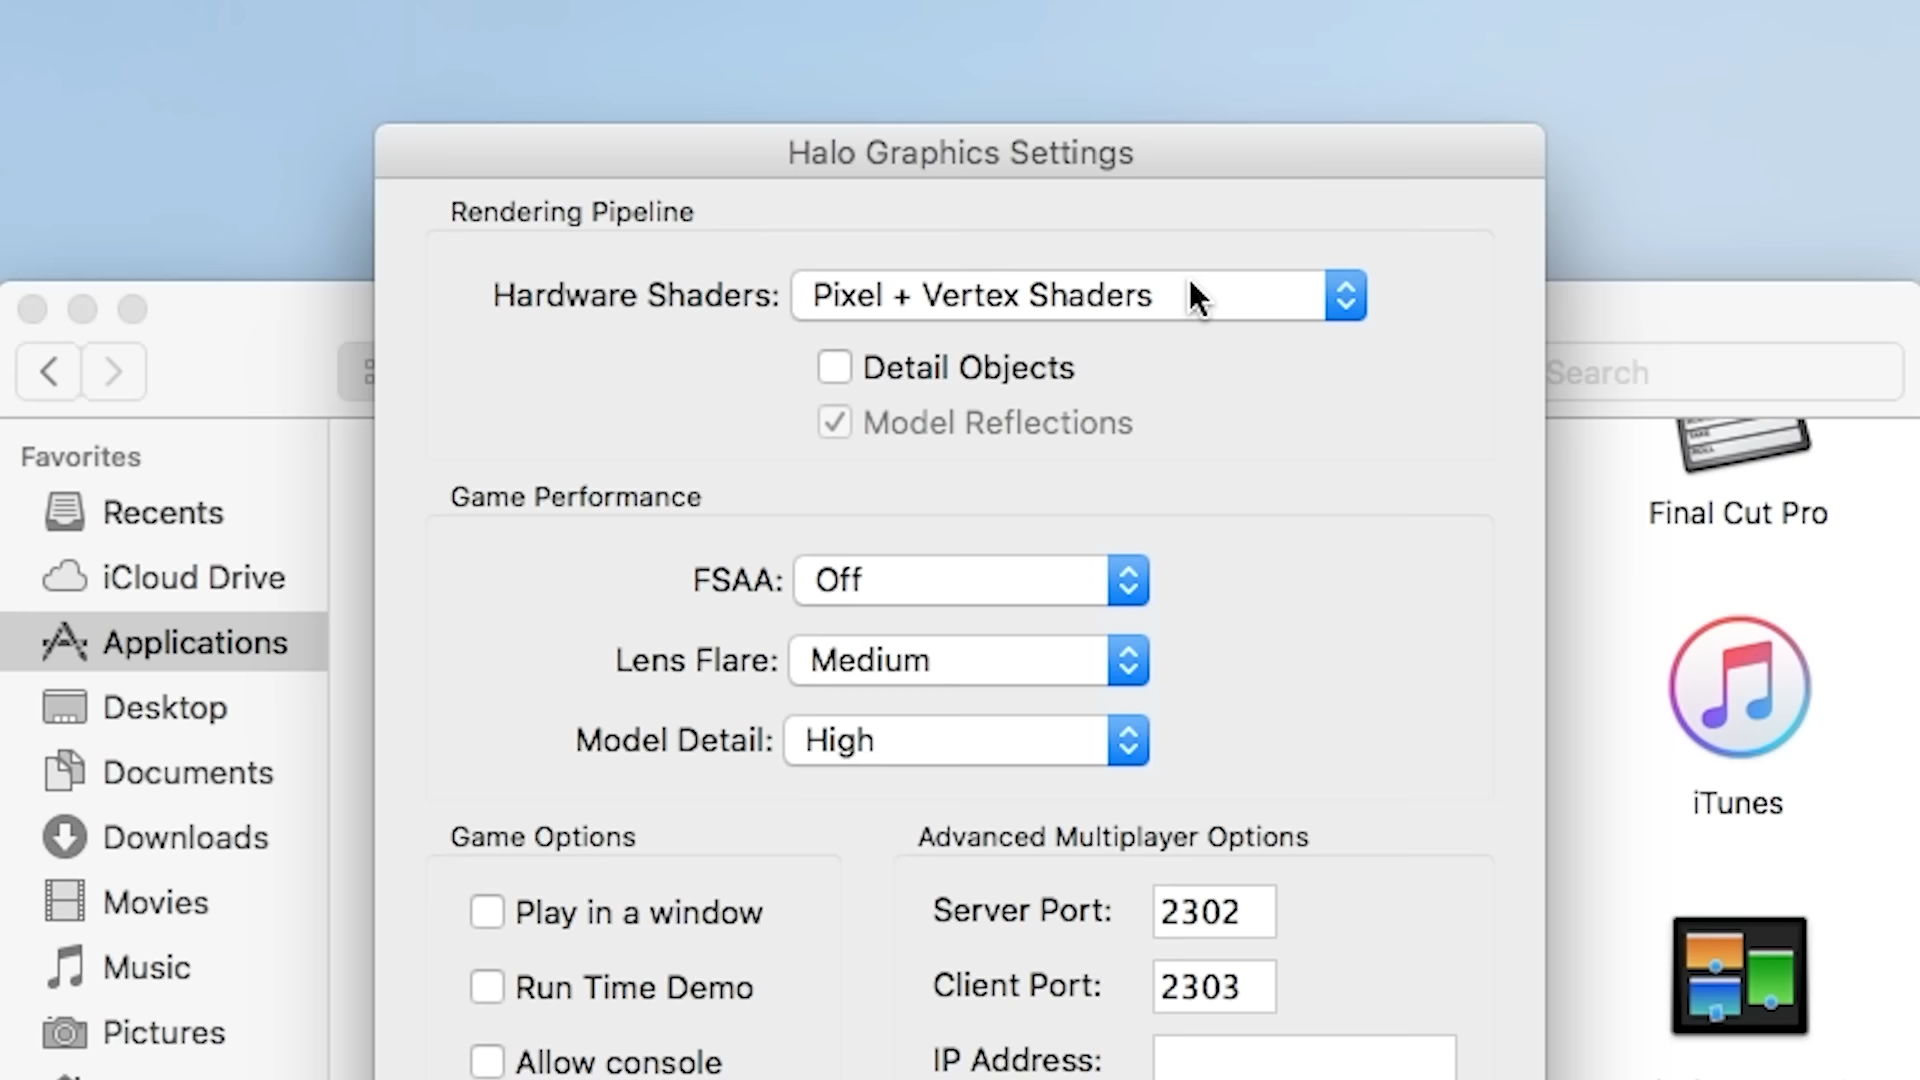 Halo Graphics Settings
Rendering Pipeline
Hardware Shaders: Pixel + Vertex Shaders
Detail Objects
Model Reflections
Game Performance
FSAA: Off
Lens Flare: Medium
Model Detail: High
Game Options
Play in a window
Run Time Demo
Allow console
Advanced Multiplayer Options
Server Port: 2302
Client Port: 2303
IP Address:
Favorites
Recents
iCloud Drive
Applications
Desktop
Documents
Downloads
Movies
Music
Pictures
Search
Final Cut Pro
iTunes